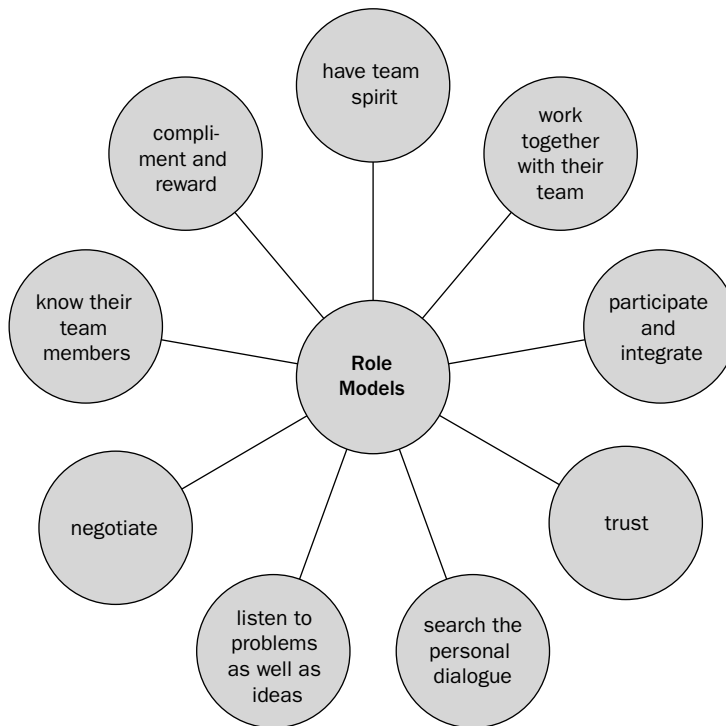 have team
spirit
work
together
with their
team
participate
and
integrate
trust
search the
personal
dialogue
listen to
problems
as well as
ideas
negotiate
know their
team
members
compli-
ment and
reward
Role
Models